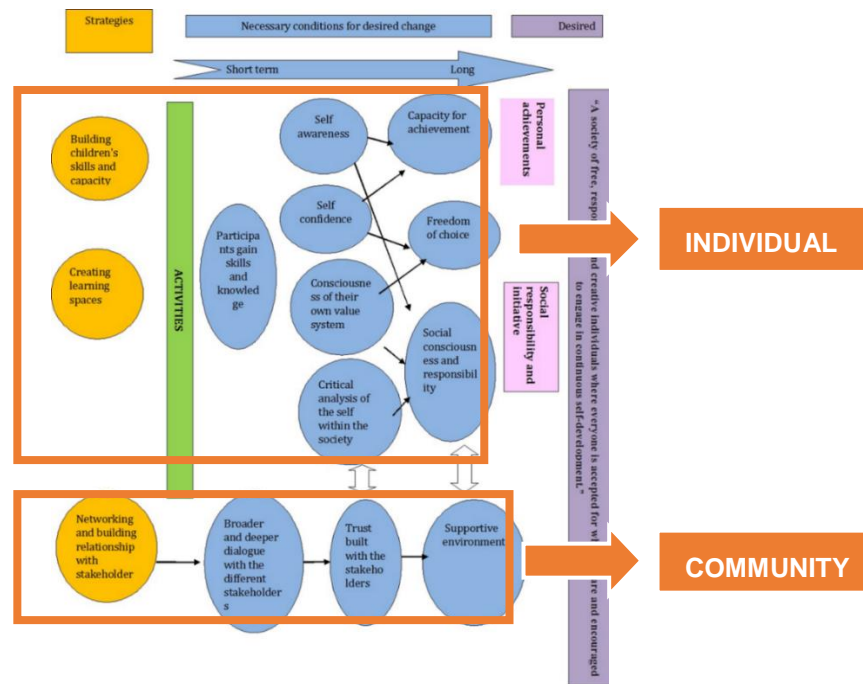 Strategies
Necessary conditions for desired change
Desired
Short term
Long
Building
children's
skills and
capacity
Creating
learning
spaces
ACTIVITIES
Participa
nts gain
skills
and
knowled
ge
Self
awareness
Self
confidence
Consciousne
ss of their
own value
system
Critical
analysis of
the self
within the
society
Capacity for
achievement
Freedom
of choice
Social
consciousn
ess and
responsibil
ity
Personal
achievements
Social
responsibility and
initiative
"A society of free, respon
nd creative individuals where everyone is accepted for wh
are and encouraged
to engage in continuous self-development."
INDIVIDUAL
Networking
and building
relationship
with
stakeholder
Broader
and deeper
dialogue
with the
different
stakeholder
s
Trust
built
with the
stakeho
lders
Supportive
environment
COMMUNITY